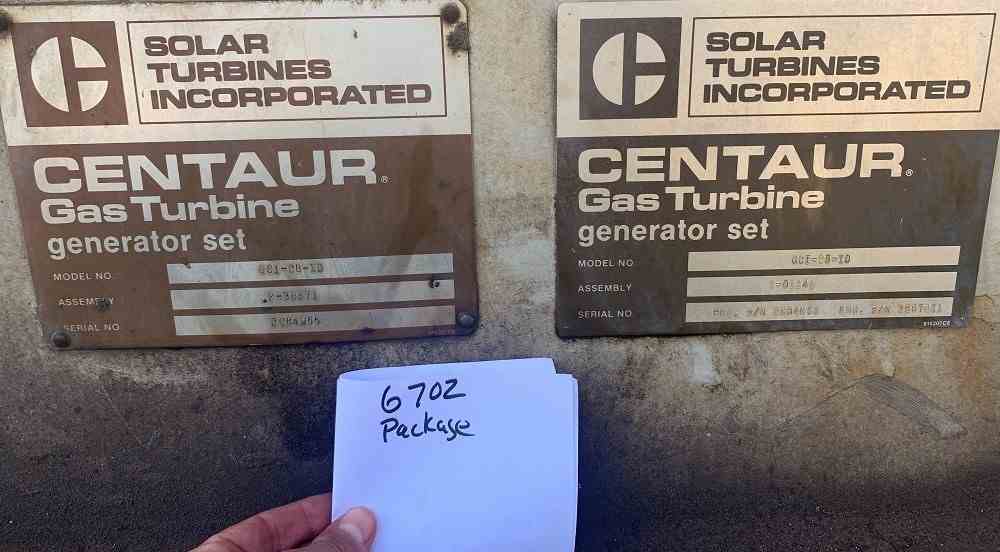 SOLAR
TURBINES
INCORPORATED
CENTAUR®
Gas Turbine
generator set
MODEL NO.
ASSEMBLY
SERIAL NO
SOLAR
TURBINES
INCORPORATED
CENTAUR®
Gas Turbine
generator set
MODEL NO.
ASSEMBLY
SERIAL NO.
6702
Package